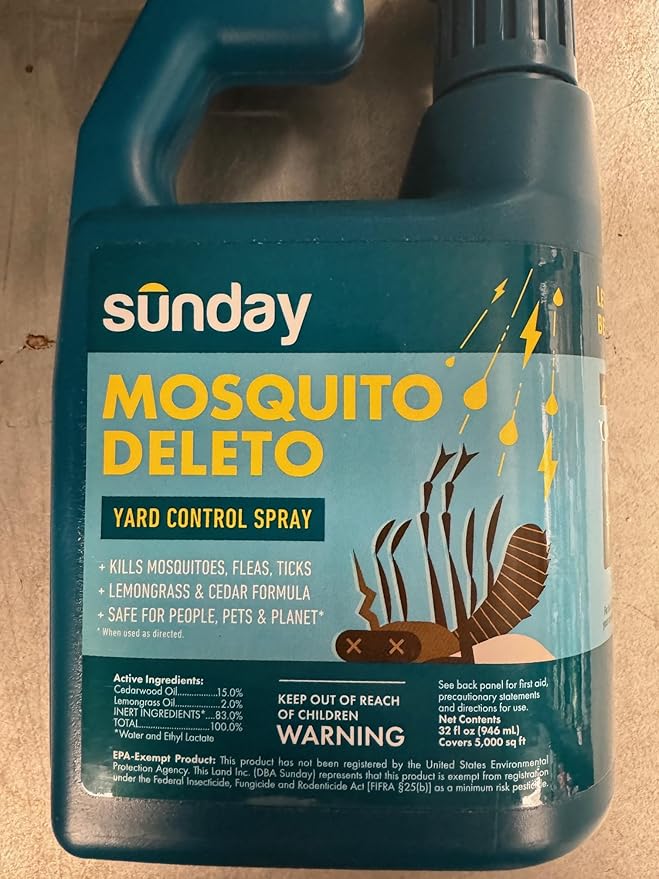 sunday
MOSQUITO
DELETO
YARD CONTROL SPRAY
+ KILLS MOSQUITOES, FLEAS, TICKS
+ LEMONGRASS & CEDAR FORMULA
+ SAFE FOR PEOPLE, PETS & PLANET*
* When used as directed.
Active Ingredients:
Cedarwood Oil................15.0%
Lemongrass Oil................2.0%
INERT INGREDIENTS*....83.0%
TOTAL.........................100.0%
*Water and Ethyl Lactate
KEEP OUT OF REACH
OF CHILDREN
WARNING
See back panel for first aid,
precautionary statements
and directions for use.
Net Contents
32 fl oz (946 mL)
Covers 5,000 sq ft
EPA-Exempt Product: This product has not been registered by the United States Environmental
Protection Agency. This Land Inc. (DBA Sunday) represents that this product is exempt from registration
under the Federal Insecticide, Fungicide and Rodenticide Act [FIFRA §25(b)] as a minimum risk pesticide.